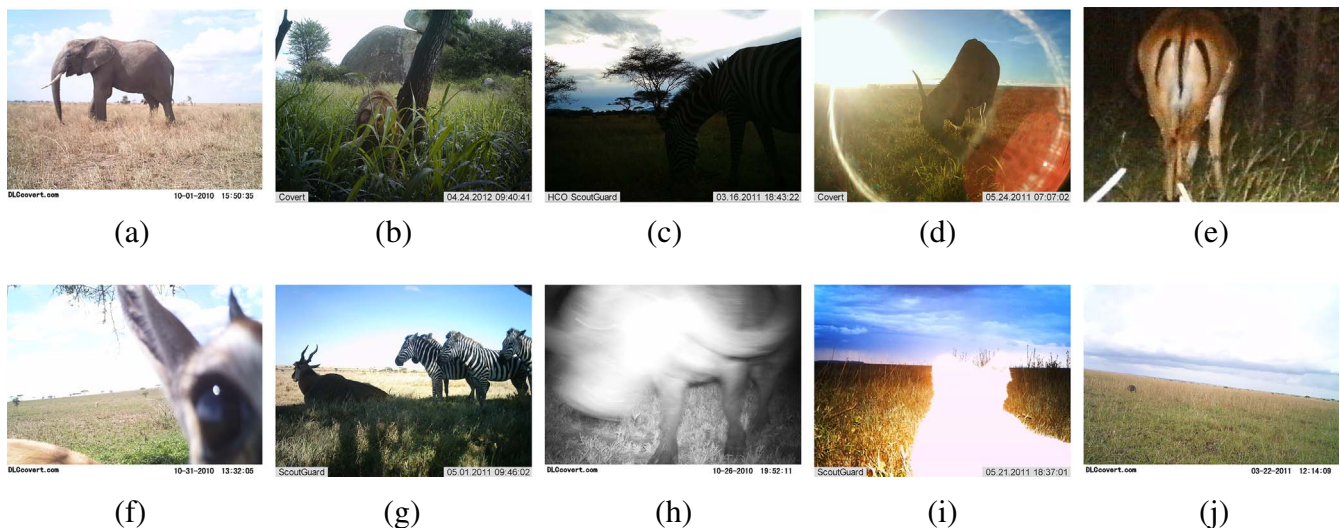 DLCcovert.com 10-01-2010 15:50:35
Covert 04.24.2012 09:40:41
HCO ScoutGuard 03.16.2011 18:43:22
Covert 05.24.2011 07:07:02
(a) (b) (c) (d) (e)
DLCcovert.com 10-31-2010 13:32:05
ScoutGuard 05.01.2011 09:46:02
DLCcovert.com 10-26-2010 19:52:11
ScoutGuard 05.21.2011 18:37:01
DLCcovert.com 03-22-2011 12:14:09
(f) (g) (h) (i) (j)